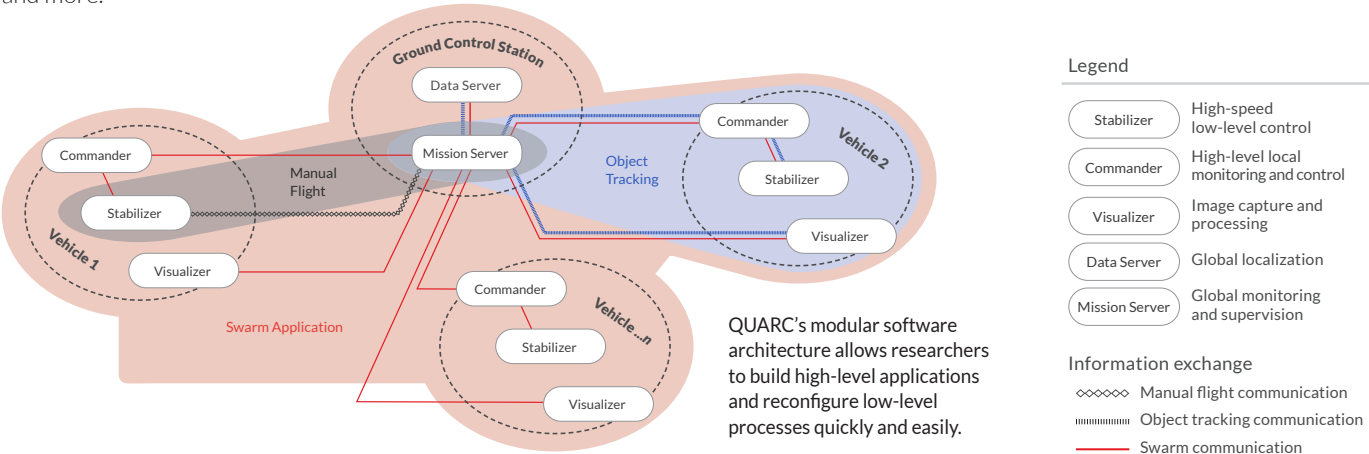 and more.
Ground Control Station
Data Server
Mission Server
Commander
Manual
Flight
Stabilizer
Vehicle 1
Visualizer
Swarm Application
Object
Tracking
Commander
Vehicle 2
Stabilizer
Visualizer
Commander
Vehicle ...n
Stabilizer
Visualizer
QUARC's modular software
architecture allows researchers
to build high-level applications
and reconfigure low-level
processes quickly and easily.
Legend
Stabilizer
High-speed
low-level control
Commander
High-level local
monitoring and control
Visualizer
Image capture and
processing
Data Server
Global localization
Mission Server
Global monitoring
and supervision
Information exchange
Manual flight communication
Object tracking communication
Swarm communication